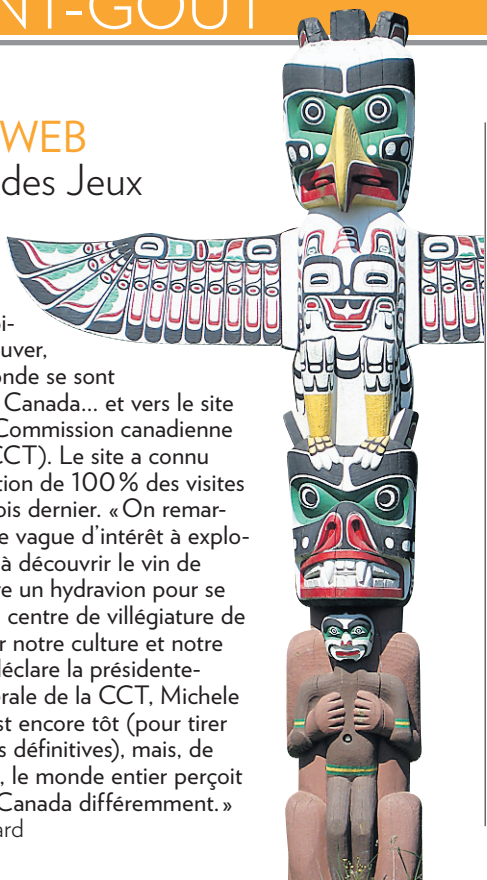 NT-GOÛT
WEB
des Jeux
oi-
uver,
onde se sont
Canada... et vers le site
Commission canadienne
CCT). Le site a connu
tion de 100 % des visites
ois dernier. « On remar-
e vague d’intérêt à explo-
à découvrir le vin de
re un hydravion pour se
centre de villégiature de
r notre culture et notre
déclare la présidente-
érale de la CCT, Michele
st encore tôt (pour tirer
s définitives), mais, de
, le monde entier perçoit
Canada différemment. »
ard